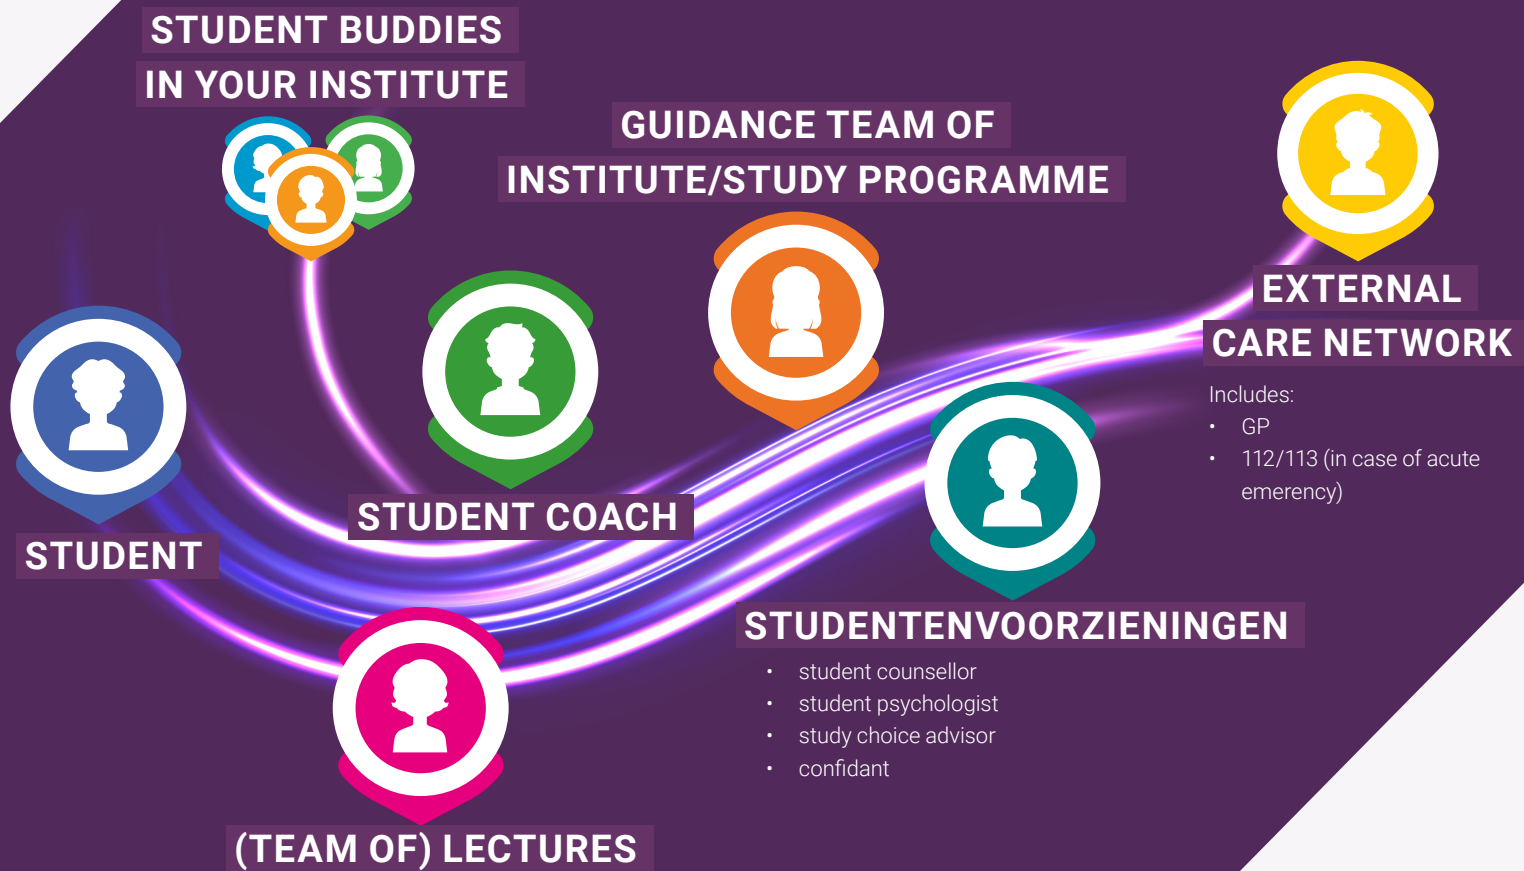 STUDENT BUDDIES
IN YOUR INSTITUTE
GUIDANCE TEAM OF
INSTITUTE/STUDY PROGRAMME
EXTERNAL
CARE NETWORK
Includes:
• GP
• 112/113 (in case of acute
emerency)
STUDENT COACH
STUDENT
STUDENTENVOORZIENINGEN
• student counsellor
• student psychologist
• study choice advisor
• confidant
(TEAM OF) LECTURES